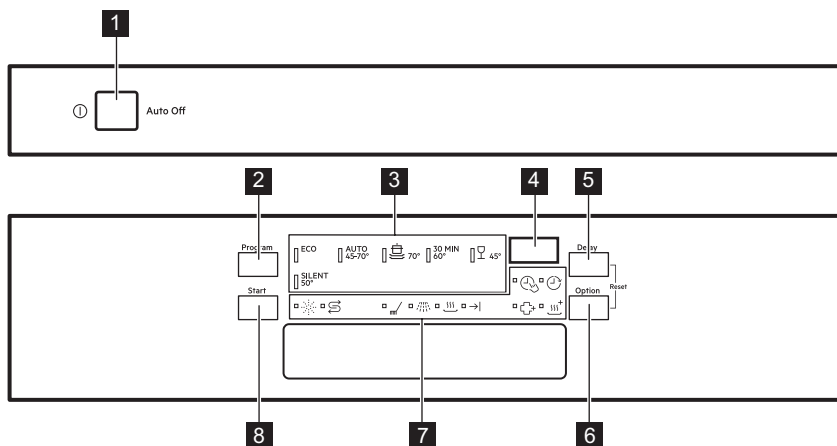 1
Auto Off
2
3
4
5
Program
ECO
AUTO
45-70°
70°
30 MIN
60°
45°
Delay
SILENT
50°
Start
Option
Reset
8
7
6